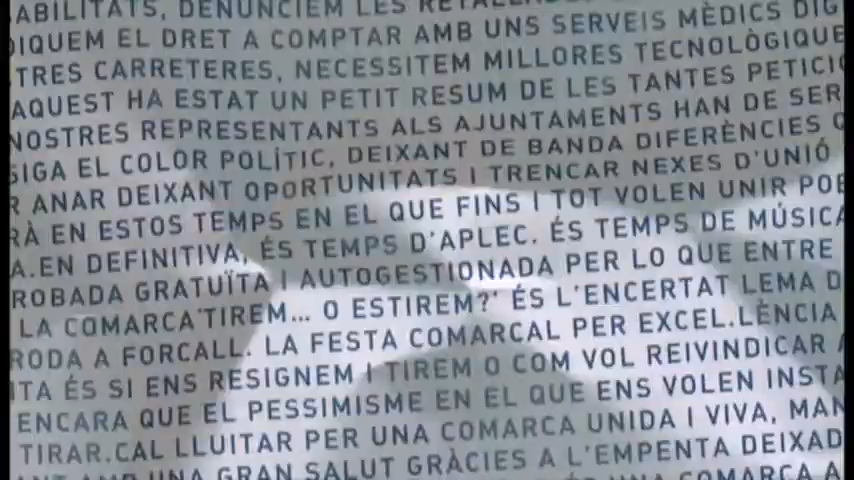 ABILITATS, DENUNCIEM LES
IQUEM EL DRET A COMPTAR AMB UNS SERVEIS MÈDICS DIG
TRES CARRETERES, NECESSITEM MILLORES TECNOLÒGIQUE
AQUEST HA ESTAT UN PETIT RESUM DE LES TANTES PETICI
NOSTRES REPRESENTANTS ALS AJUNTAMENTS HAN DE SER
SIGA EL COLOR POLÍTIC, DEIXANT DE BANDA DIFERÈNCIES
R ANAR DEIXANT OPORTUNITATS I TRENCAR NEXES D'UNIÓ
RÀ EN ESTOS TEMPS EN EL QUE FINS I TOT VOLEN UNIR POB
A.EN DEFINITIVA, ÉS TEMPS D'APLEC. ÉS TEMPS DE MÚSICA
ROBADA GRATUÏTA I AUTOGESTIONADA PER LO QUE ENTRE
LA COMARCA'TIREM... O ESTIREM?' ÉS L'ENCERTAT LEMA D
RODA A FORCALL. LA FESTA COMARCAL PER EXCEL.LÈNCIA
ITA ÉS SI ENS RESIGNEM I TIREM O COM VOL REIVINDICAR A
ENCARA QUE EL PESSIMISME EN EL QUE ENS VOLEN INSTA
TIRAR.CAL LLUITAR PER UNA COMARCA UNIDA I VIVA, MAN
AMB UNA GRAN SALUT GRÀCIES A L'EMPENTA DEIXAD
UNA COMARCA A